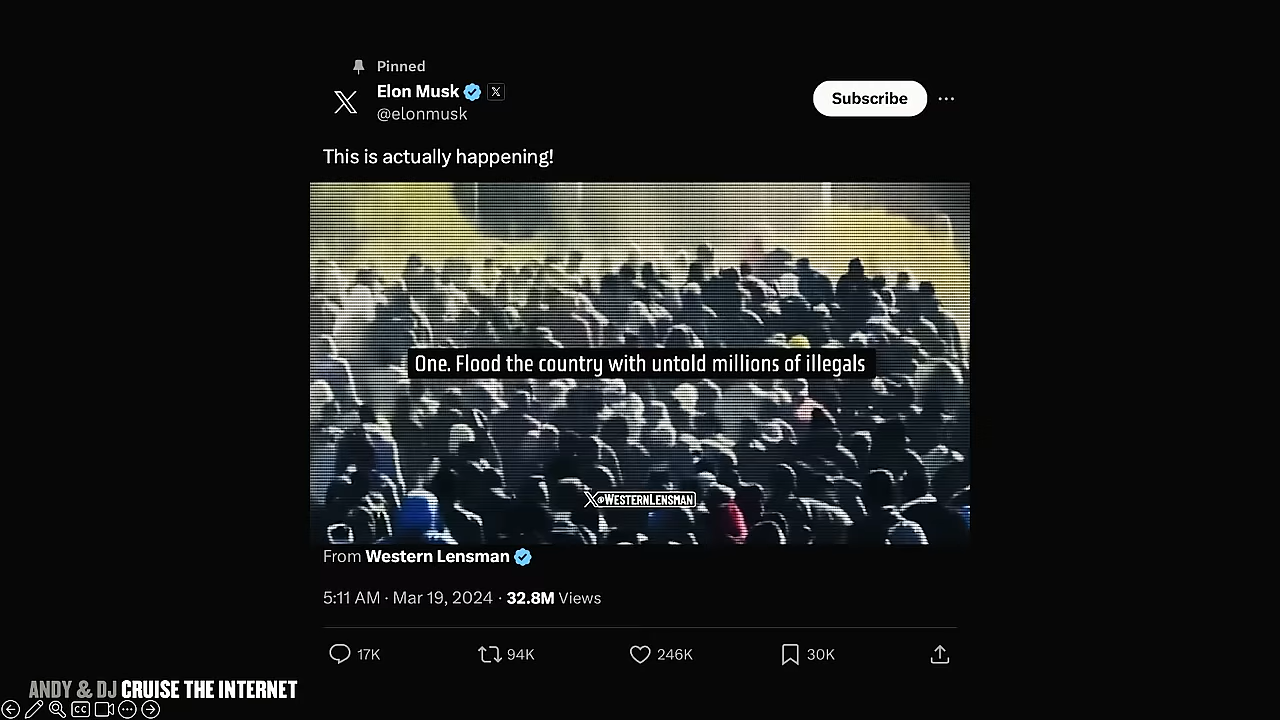 Pinned
Elon Musk
@elonmusk
Subscribe
This is actually happening!
One. Flood the country with untold millions of illegals
X@WESTERNLENSMAN
From Western Lensman
5:11 AM · Mar 19, 2024 · 32.8M Views
17K 94K 246K 30K
ANDY & DJ CRUISE THE INTERNET
CC